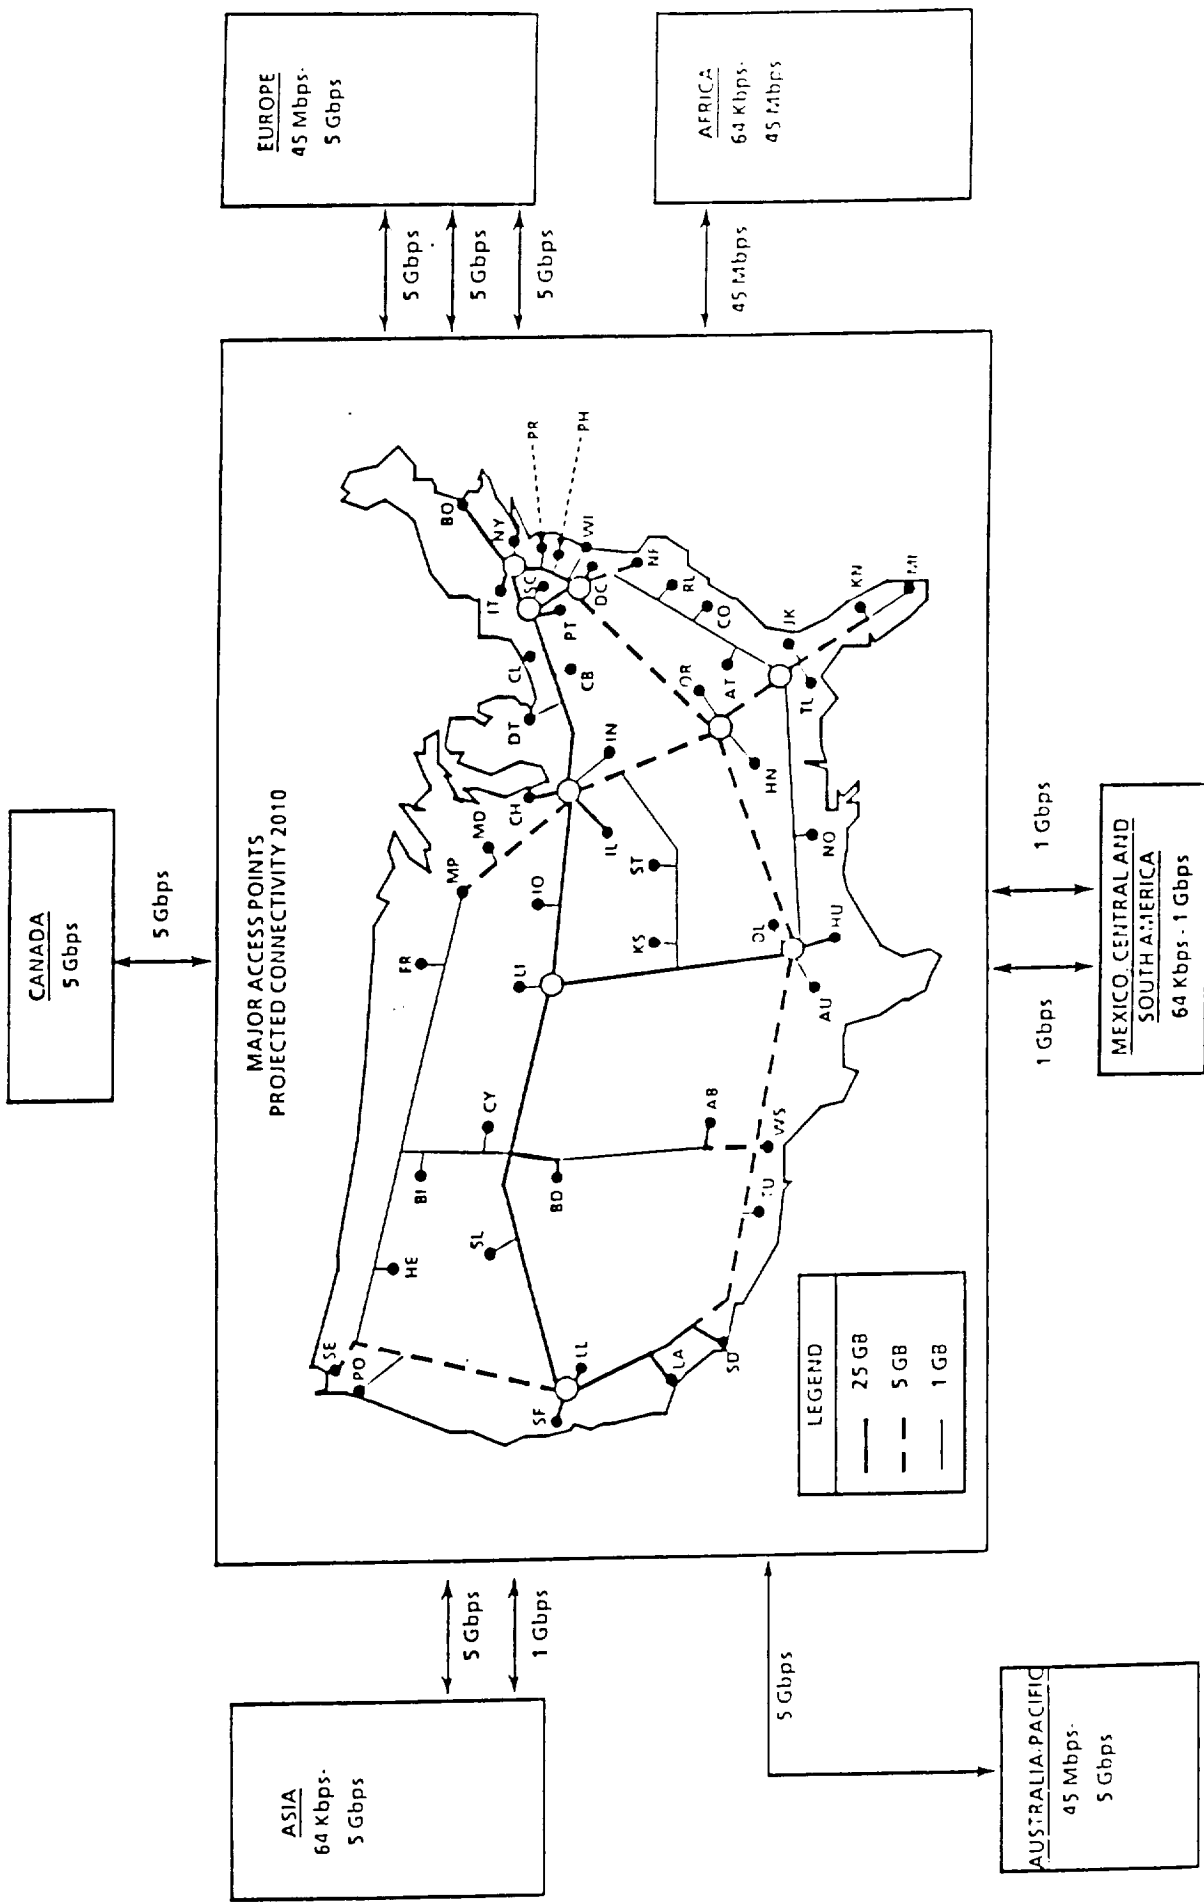 CANADA
5 Gbps
5 Gbps
ASIA
64 Kbps-
5 Gbps
5 Gbps
1 Gbps
MAJOR ACCESS POINTS
PROJECTED CONNECTIVITY 2010
SE
PO
HE
BI
CY
FR
MP
MD
SL
SF
LL
BD
LI
IO
CH
IL
IN
DT
CL
CB
PT
IT
SC
NY
BO
PR
PH
WI
DC
NF
RL
CO
LA
SD
TU
WS
AB
KS
ST
DL
AU
HU
NO
HN
OR
AT
TL
JK
KN
MI
LEGEND
25 GB
5 GB
1 GB
EUROPE
45 Mbps-
5 Gbps
5 Gbps
5 Gbps
5 Gbps
AFRICA
64 Kbps-
45 Mbps
45 Mbps
5 Gbps
AUSTRALIA-PACIFIC
45 Mbps-
5 Gbps
1 Gbps
1 Gbps
MEXICO, CENTRAL AND
SOUTH AMERICA
64 Kbps - 1 Gbps